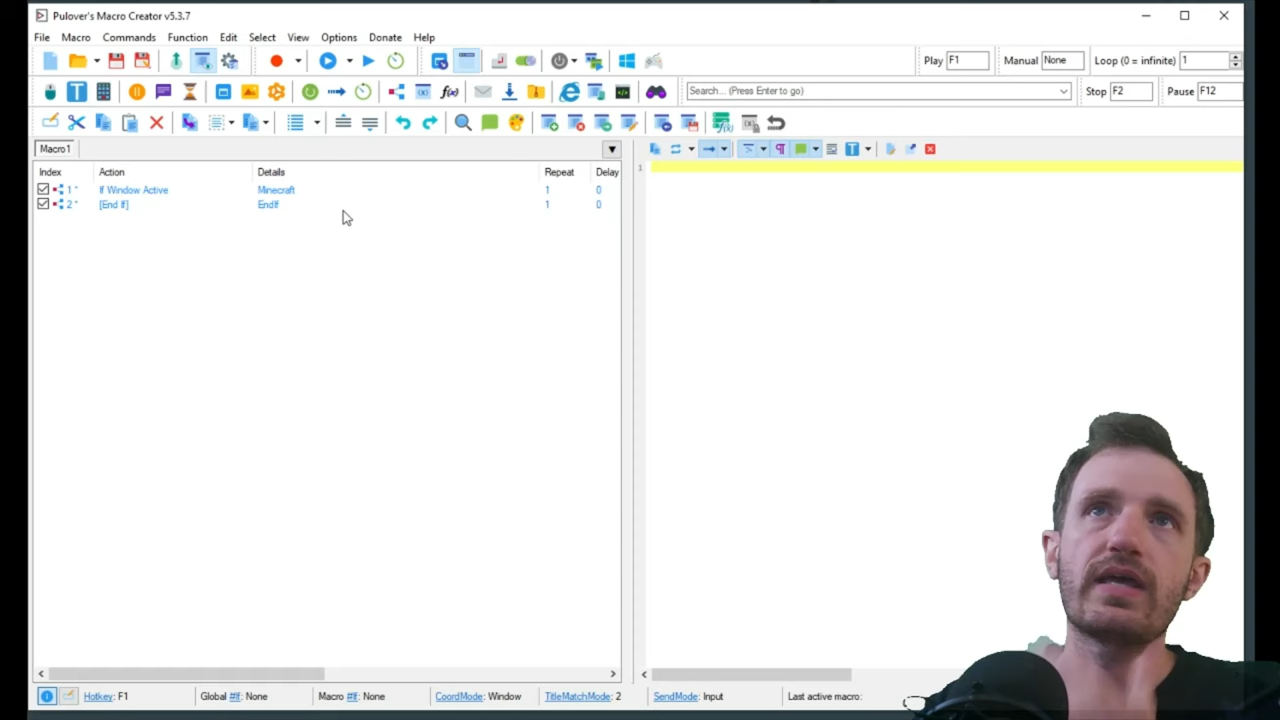 Pulover's Macro Creator v5.3.7
File Macro Commands Function Edit Select View Options Donate Help
Play F1 Manual None Loop (0 = infinite) 1
Search... (Press Enter to go) Stop F2 Pause F12
Macro1
Index Action Details Repeat Delay
1 * If Window Active Minecraft 1 0
2 * [End If] EndIf 1 0
1
Hotkey: F1 Global #If: None Macro #If: None CoordMode: Window TitleMatchMode: 2 SendMode: Input Last active macro: